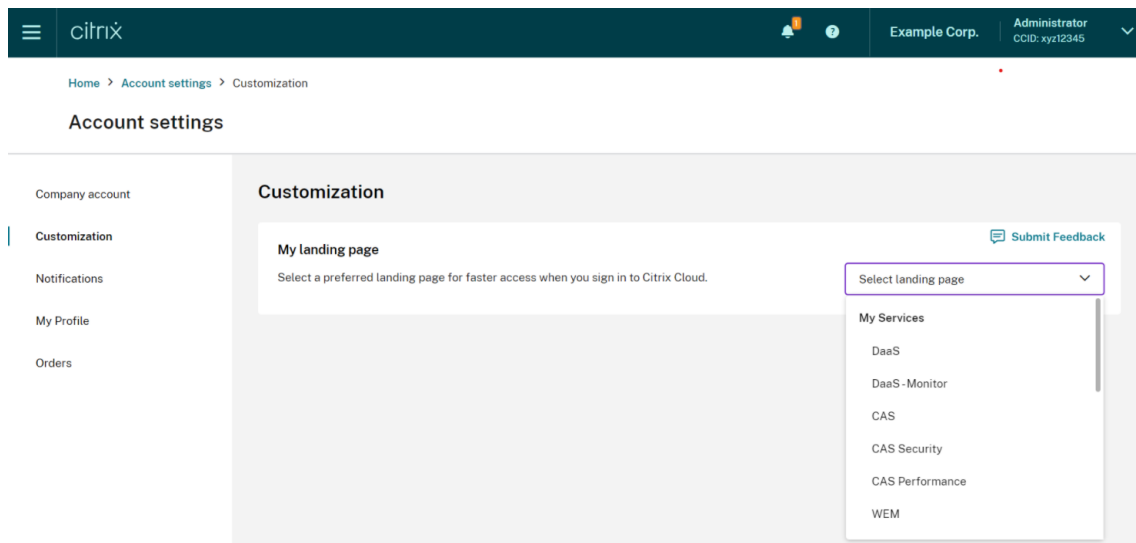 citrix
1
?
Example Corp.
Administrator
CCID: xyz12345
Home > Account settings > Customization
Account settings
Company account
Customization
Notifications
My Profile
Orders
Customization
Submit Feedback
My landing page
Select a preferred landing page for faster access when you sign in to Citrix Cloud.
Select landing page
My Services
DaaS
DaaS - Monitor
CAS
CAS Security
CAS Performance
WEM